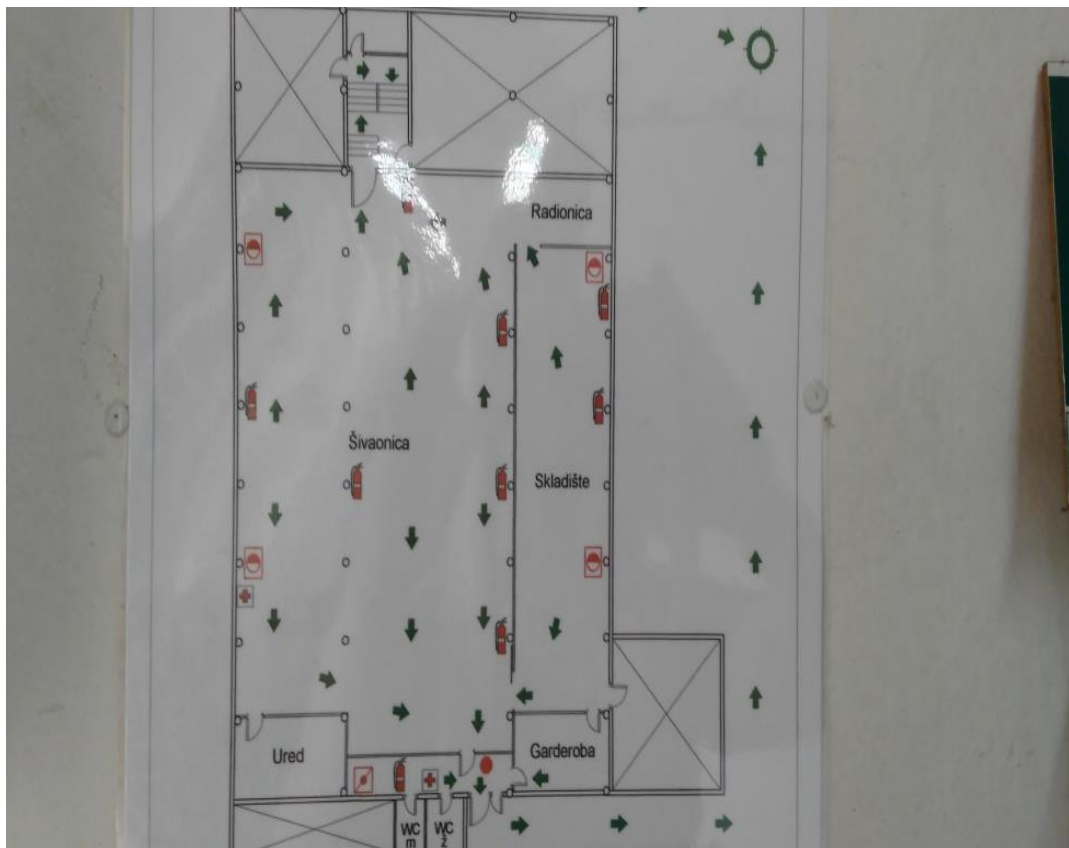 Radionica
Šivaonica
Skladište
Ured
Garderoba
WC
m
WC
ž